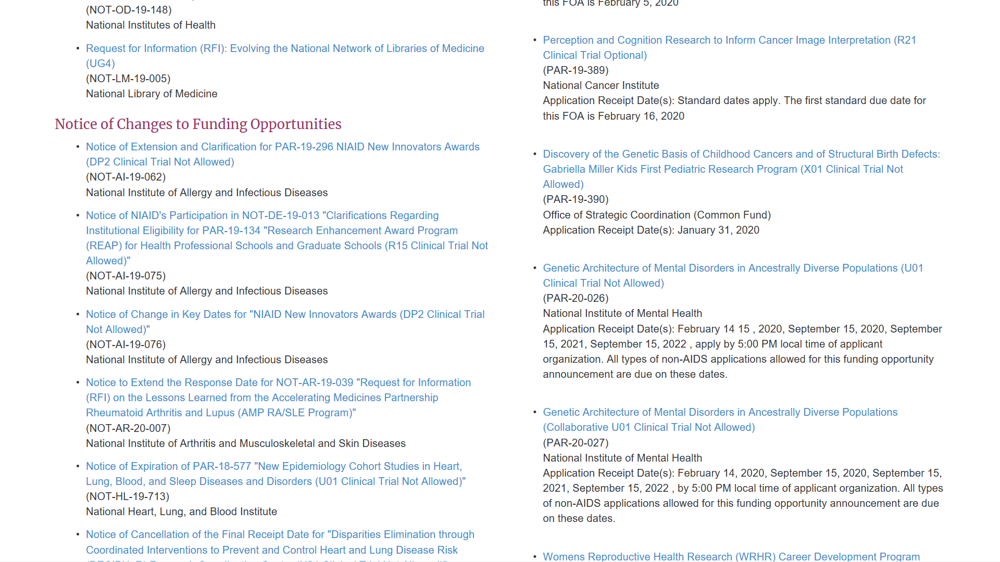 (NOT-OD-19-148)
National Institutes of Health
• Request for Information (RFI): Evolving the National Network of Libraries of Medicine
(UG4)
(NOT-LM-19-005)
National Library of Medicine
Notice of Changes to Funding Opportunities
• Notice of Extension and Clarification for PAR-19-296 NIAID New Innovators Awards
(DP2 Clinical Trial Not Allowed)
(NOT-AI-19-062)
National Institute of Allergy and Infectious Diseases
• Notice of NIAID's Participation in NOT-DE-19-013 "Clarifications Regarding
Institutional Eligibility for PAR-19-134 "Research Enhancement Award Program
(REAP) for Health Professional Schools and Graduate Schools (R15 Clinical Trial Not
Allowed)"
(NOT-AI-19-075)
National Institute of Allergy and Infectious Diseases
• Notice of Change in Key Dates for "NIAID New Innovators Awards (DP2 Clinical Trial
Not Allowed)"
(NOT-AI-19-076)
National Institute of Allergy and Infectious Diseases
• Notice to Extend the Response Date for NOT-AR-19-039 "Request for Information
(RFI) on the Lessons Learned from the Accelerating Medicines Partnership
Rheumatoid Arthritis and Lupus (AMP RA/SLE Program)"
(NOT-AR-20-007)
National Institute of Arthritis and Musculoskeletal and Skin Diseases
• Notice of Expiration of PAR-18-577 "New Epidemiology Cohort Studies in Heart,
Lung, Blood, and Sleep Diseases and Disorders (U01 Clinical Trial Not Allowed)"
(NOT-HL-19-713)
National Heart, Lung, and Blood Institute
• Notice of Cancellation of the Final Receipt Date for "Disparities Elimination through
Coordinated Interventions to Prevent and Control Heart and Lung Disease Risk
this FOA is February 5, 2020
• Perception and Cognition Research to Inform Cancer Image Interpretation (R21
Clinical Trial Optional)
(PAR-19-389)
National Cancer Institute
Application Receipt Date(s): Standard dates apply. The first standard due date for
this FOA is February 16, 2020
• Discovery of the Genetic Basis of Childhood Cancers and of Structural Birth Defects:
Gabriella Miller Kids First Pediatric Research Program (X01 Clinical Trial Not
Allowed)
(PAR-19-390)
Office of Strategic Coordination (Common Fund)
Application Receipt Date(s): January 31, 2020
• Genetic Architecture of Mental Disorders in Ancestrally Diverse Populations (U01
Clinical Trial Not Allowed)
(PAR-20-026)
National Institute of Mental Health
Application Receipt Date(s): February 14 15 , 2020, September 15, 2020, September
15, 2021, September 15, 2022 , apply by 5:00 PM local time of applicant
organization. All types of non-AIDS applications allowed for this funding opportunity
announcement are due on these dates.
• Genetic Architecture of Mental Disorders in Ancestrally Diverse Populations
(Collaborative U01 Clinical Trial Not Allowed)
(PAR-20-027)
National Institute of Mental Health
Application Receipt Date(s): February 14, 2020, September 15, 2020, September 15,
2021, September 15, 2022 , by 5:00 PM local time of applicant organization. All types
of non-AIDS applications allowed for this funding opportunity announcement are due
on these dates.
• Womens Reproductive Health Research (WRHR) Career Development Program